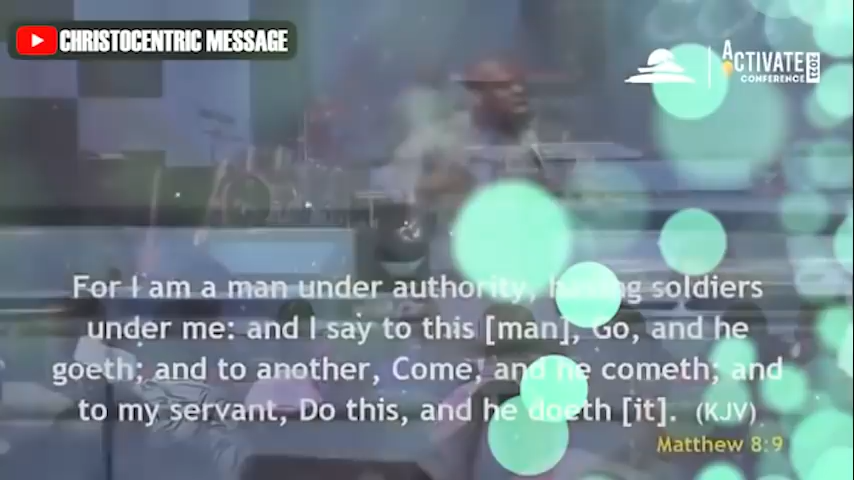 CHRISTOCENTRIC MESSAGE
ACTIVATE
CONFERENCE 2021
For I am a man under authority, having soldiers
under me: and I say to this [man], Go, and he
goeth; and to another, Come, and he cometh; and
to my servant, Do this, and he doeth [it]. (KJV)
Matthew 8:9